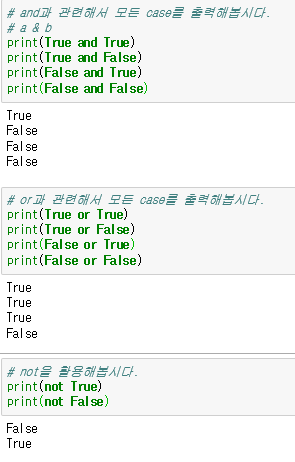 # and과 관련해서 모든 case를 출력해봅시다.
# a & b
print(True and True)
print(True and False)
print(False and True)
print(False and False)
True
False
False
False
# or과 관련해서 모든 case를 출력해봅시다.
print(True or True)
print(True or False)
print(False or True)
print(False or False)
True
True
True
False
# not을 활용해봅시다.
print(not True)
print(not False)
False
True